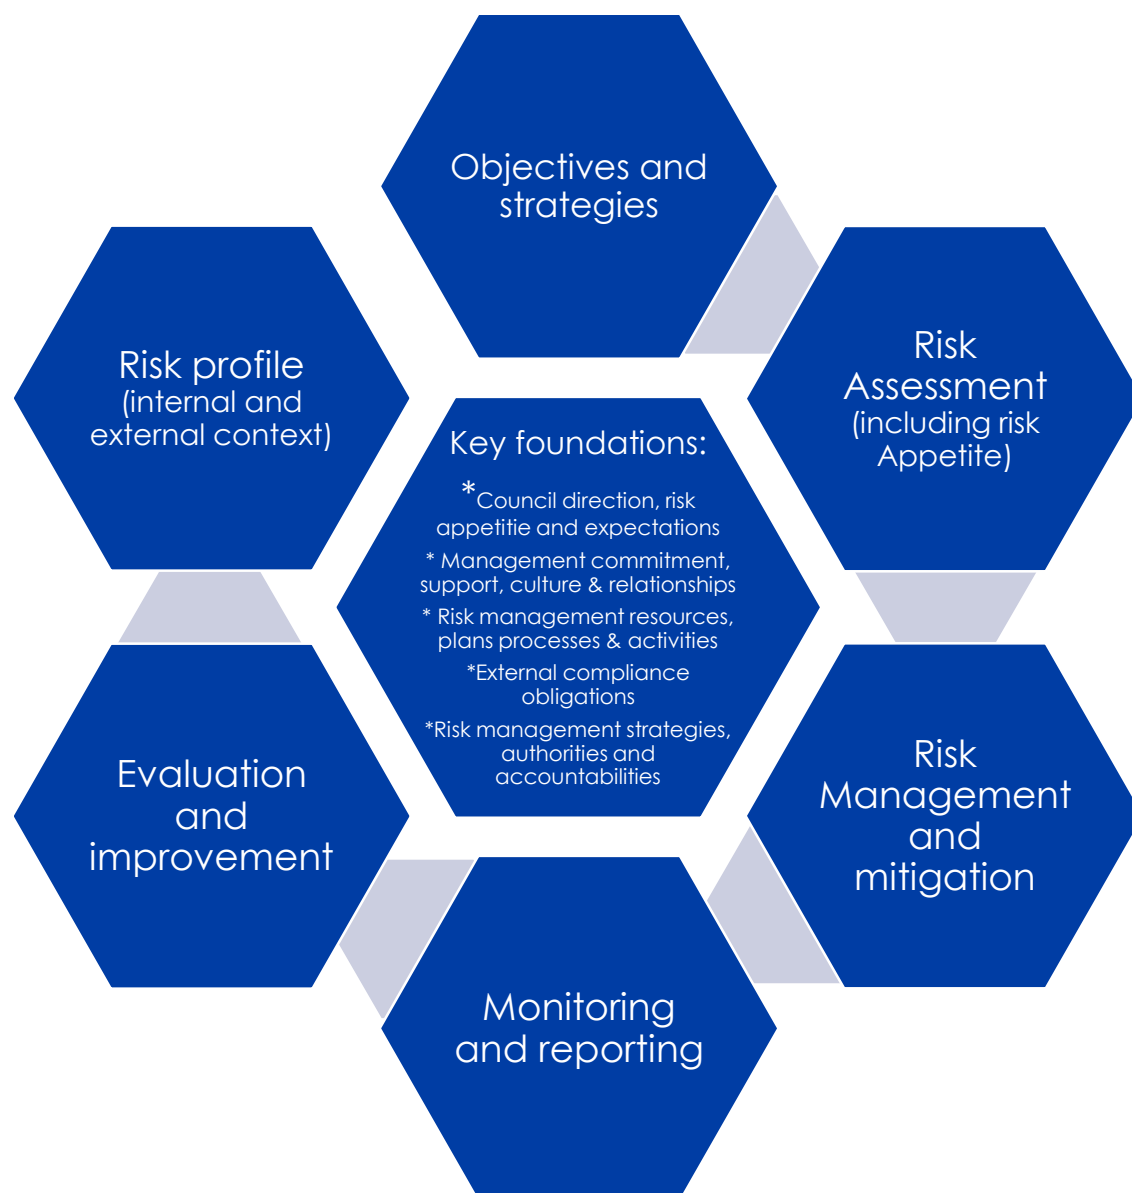 Objectives and
strategies
Risk
Assessment
(including risk
Appetite)
Risk
Management
and
mitigation
Monitoring
and reporting
Evaluation
and
improvement
Risk profile
(internal and
external context)
Key foundations:
*Council direction, risk
appetitie and expectations
* Management commitment,
support, culture & relationships
* Risk management resources,
plans processes & activities
*External compliance
obligations
*Risk management strategies,
authorities and
accountabilities